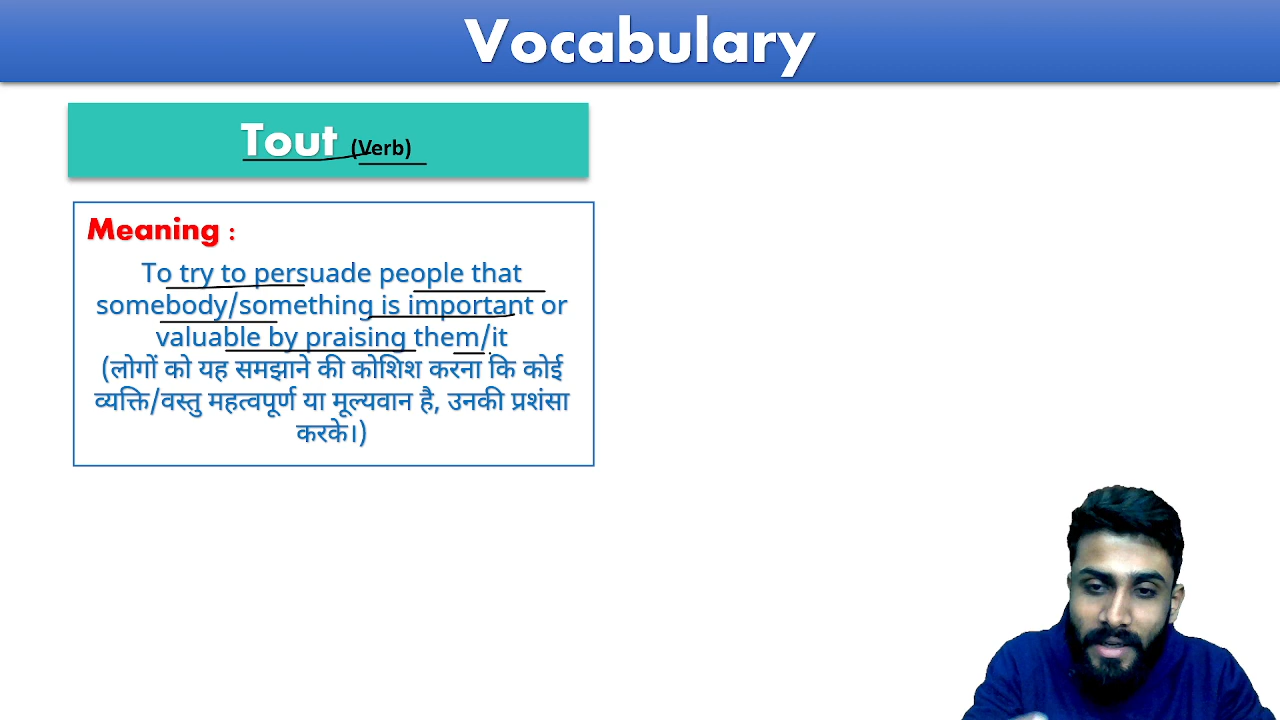 Vocabulary
Tout (Verb)
Meaning :
To try to persuade people that
somebody/something is important or
valuable by praising them/it
(लोगों को यह समझाने की कोशिश करना कि कोई
व्यक्ति/वस्तु महत्वपूर्ण या मूल्यवान है, उनकी प्रशंसा
करके।)